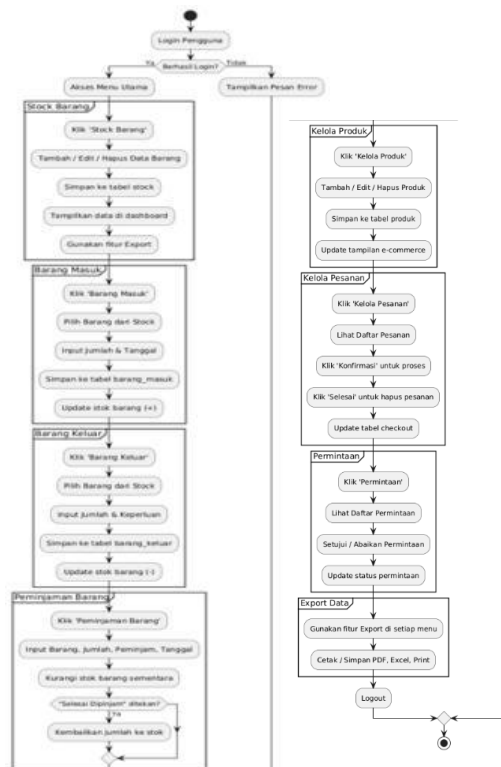 Login Pengguna
Berhasil Login?
Ya
Tidak
Akses Menu Utama
Tampilkan Pesan Error
Stock Barang
Klik 'Stock Barang'
Tambah / Edit / Hapus Data Barang
Simpan ke tabel stock
Tampilkan data di dashboard
Gunakan fitur Export
Barang Masuk
Klik 'Barang Masuk'
Pilih Barang dari Stock
Input Jumlah & Tanggal
Simpan ke tabel barang_masuk
Update stok barang (+)
Barang Keluar
Klik 'Barang Keluar'
Pilih Barang dari Stock
Input Jumlah & Keperluan
Simpan ke tabel barang_keluar
Update stok barang (-)
Peminjaman Barang
Klik 'Peminjaman Barang'
Input Barang, Jumlah, Peminjam, Tanggal
Kurangi stok barang sementara
"Selesai Dipinjam" ditekan?
Ya
Kembalikan jumlah ke stok
Kelola Produk
Klik 'Kelola Produk'
Tambah / Edit / Hapus Produk
Simpan ke tabel produk
Update tampilan e-commerce
Kelola Pesanan
Klik 'Kelola Pesanan'
Lihat Daftar Pesanan
Klik 'Konfirmasi' untuk proses
Klik 'Selesai' untuk hapus pesanan
Update tabel checkout
Permintaan
Klik 'Permintaan'
Lihat Daftar Permintaan
Setujui / Abaikan Permintaan
Update status permintaan
Export Data
Gunakan fitur Export di setiap menu
Cetak / Simpan PDF, Excel, Print
Logout